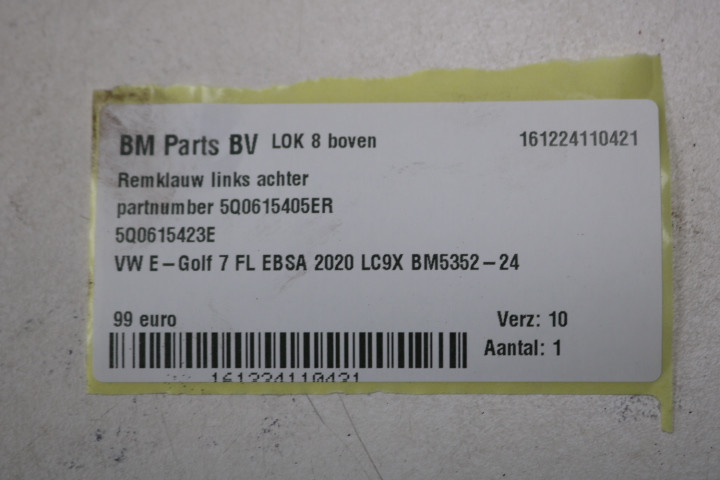 BM Parts BV LOK 8 boven 161224110421
Remklauw links achter
partnumber 5Q0615405ER
5Q0615423E
VW E-Golf 7 FL EBSA 2020 LC9X BM5352-24
99 euro Verz: 10
Aantal: 1
161224110421